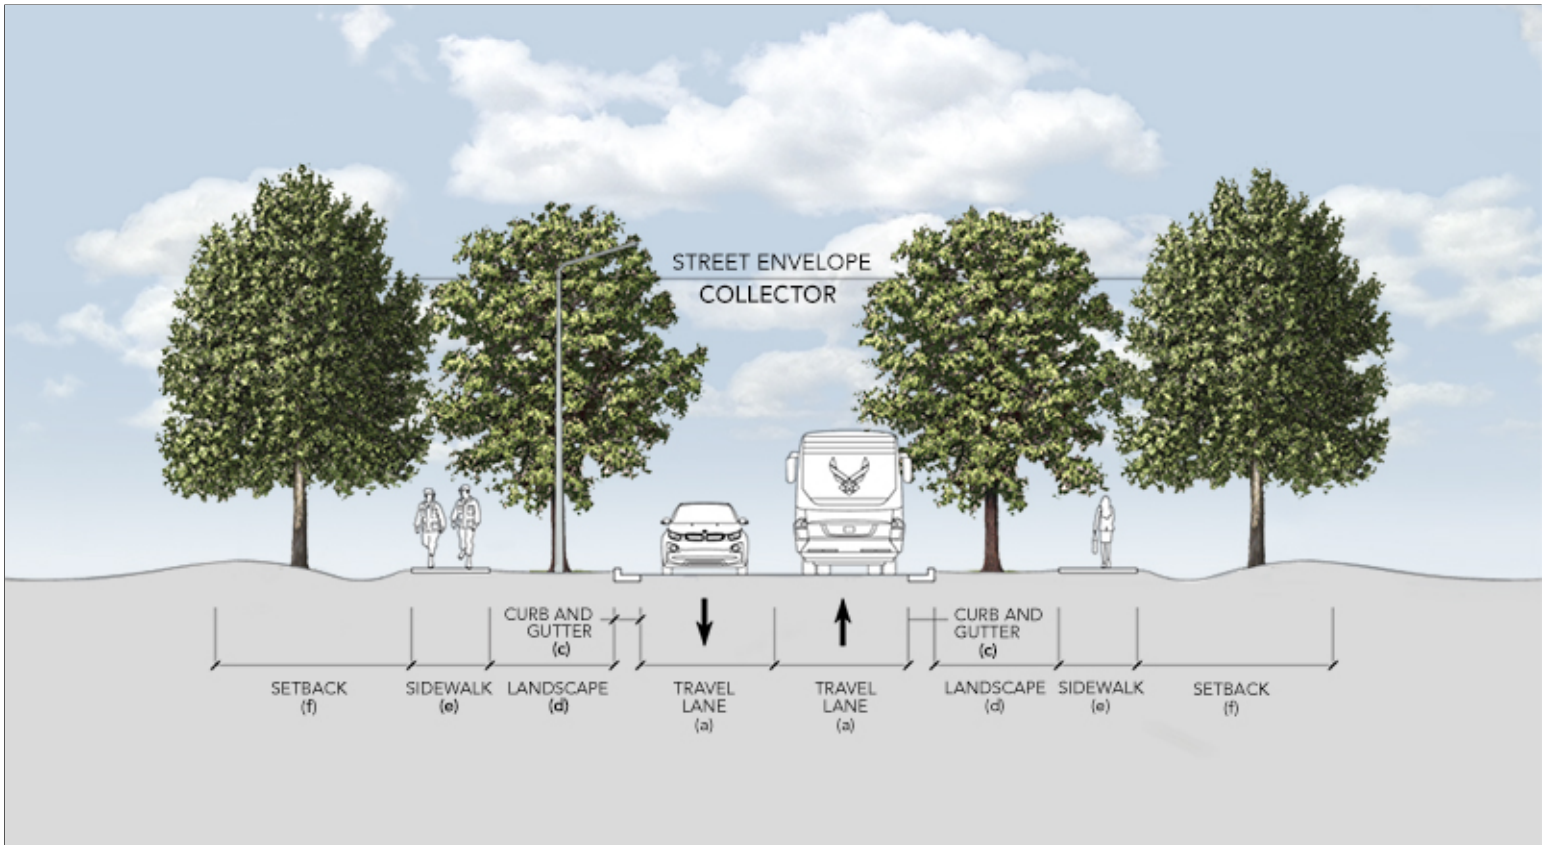 STREET ENVELOPE
COLLECTOR
CURB AND
GUTTER
(c)
CURB AND
GUTTER
(c)
SETBACK
(f)
SIDEWALK
(e)
LANDSCAPE
(d)
TRAVEL
LANE
(a)
TRAVEL
LANE
(a)
LANDSCAPE
(d)
SIDEWALK
(e)
SETBACK
(f)